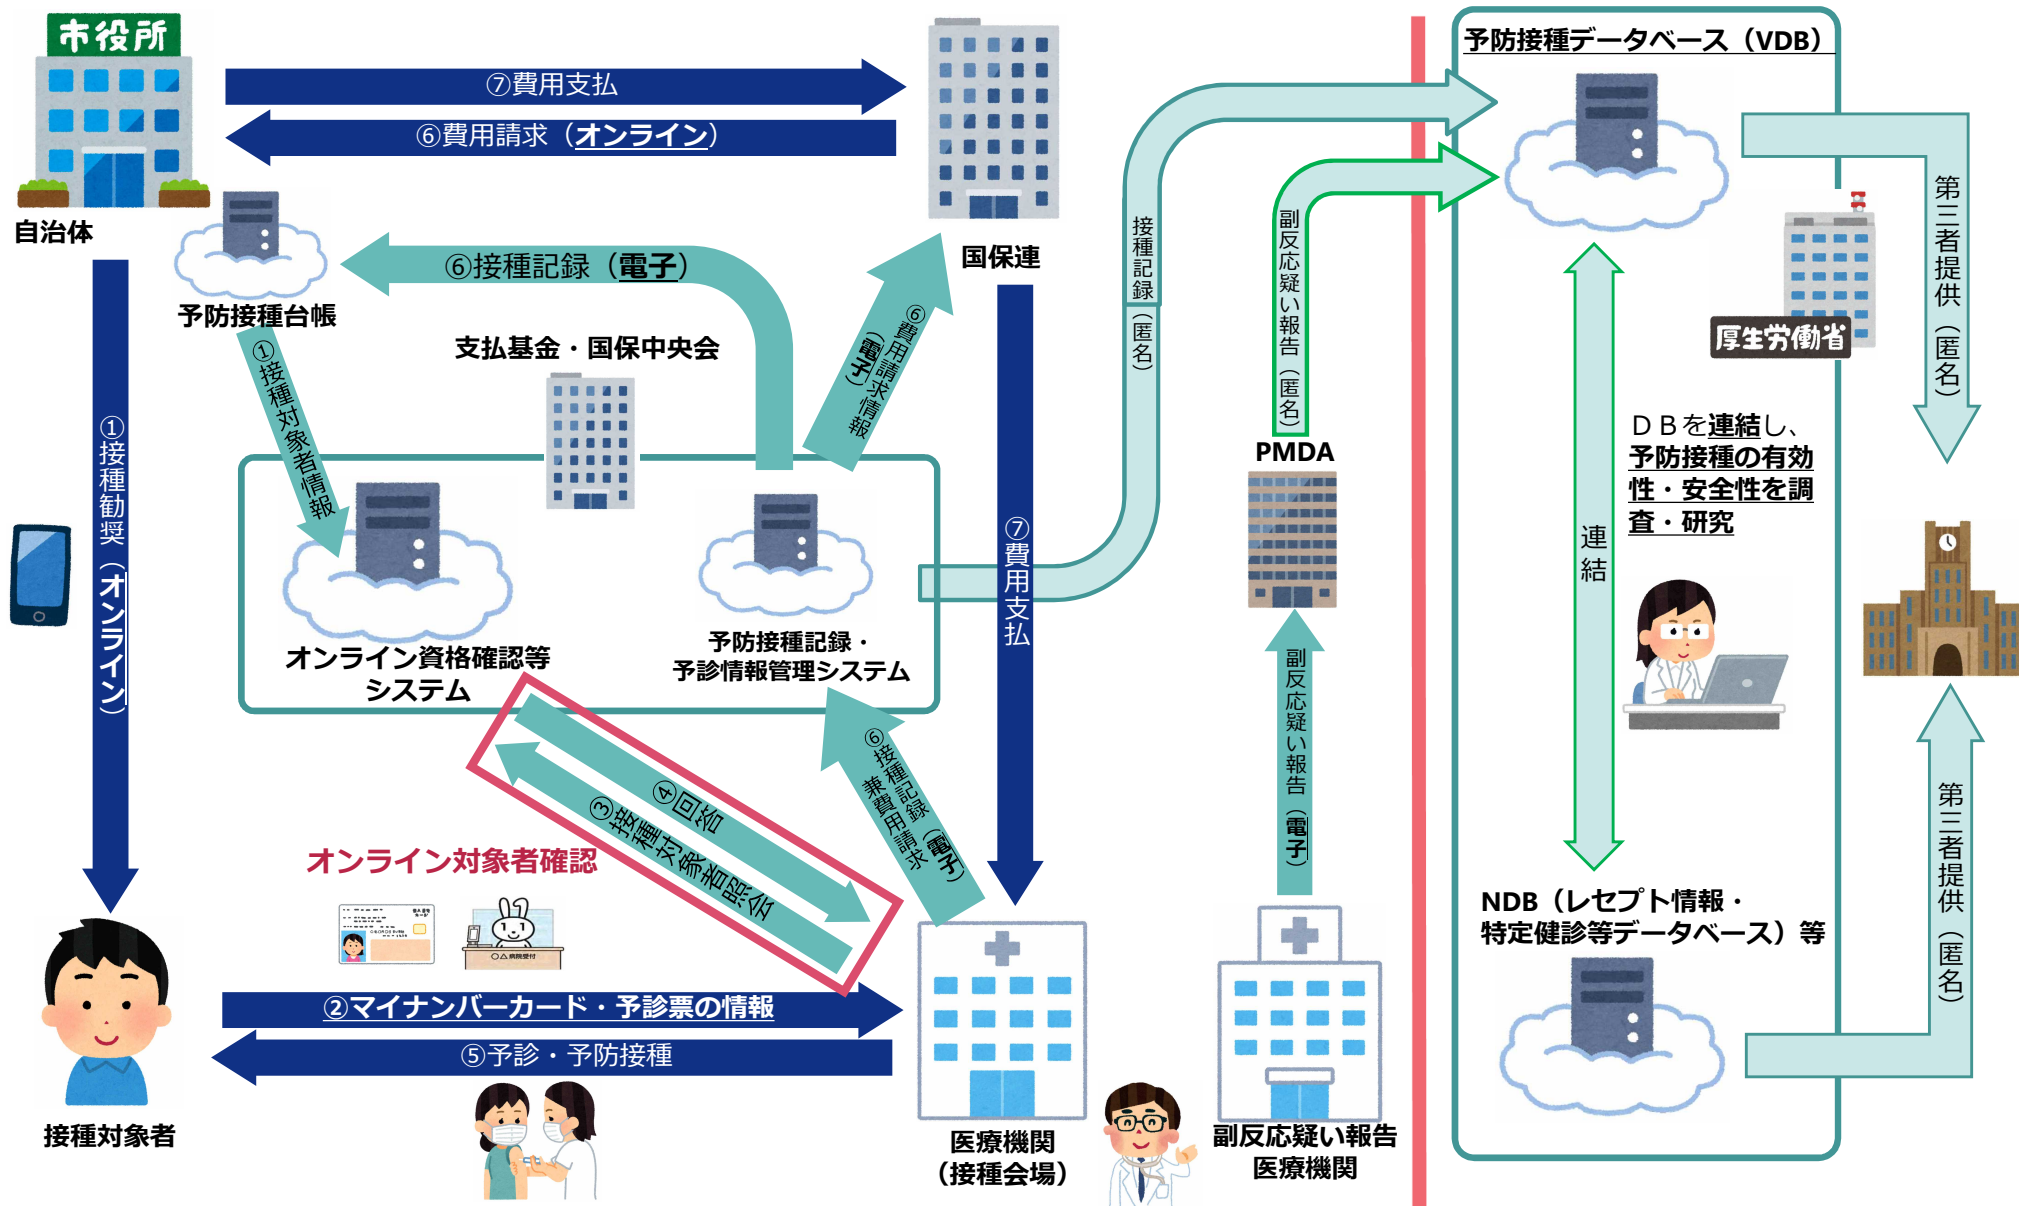 市役所
自治体
⑦費用支払
⑥費用請求（オンライン）
国保連
予防接種台帳
⑥接種記録（電子）
支払基金・国保中央会
⑥費用請求情報
（電子）
①接種対象者情報
①接種勧奨（オンライン）
オンライン資格確認等
システム
予防接種記録・
予診情報管理システム
⑦費用支払
④回答
③接種対象者照会
オンライン対象者確認
⑥接種記録（電子）
兼費用請求
〇△病院受付
②マイナンバーカード・予診票の情報
⑤予診・予防接種
接種対象者
医療機関
（接種会場）
接種記録（匿名）
副反応疑い報告（匿名）
PMDA
副反応疑い報告（電子）
副反応疑い報告
医療機関
予防接種データベース（VDB）
厚生労働省
第三者提供（匿名）
ＤＢを連結し、
予防接種の有効
性・安全性を調
査・研究
連結
NDB（レセプト情報・
特定健診等データベース）等
第三者提供（匿名）